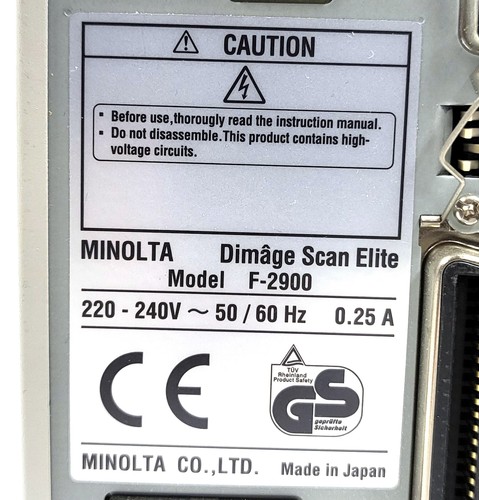 CAUTION
• Before use,thorougly read the instruction manual.
• Do not disassemble.This product contains high-
voltage circuits.
MINOLTA Dimâge Scan Elite
Model F-2900
220 - 240V ~ 50 / 60 Hz 0.25 A
CE
TÜV
Rheinland
Product Safety
GS
geprüfte
Sicherheit
MINOLTA CO.,LTD. Made in Japan